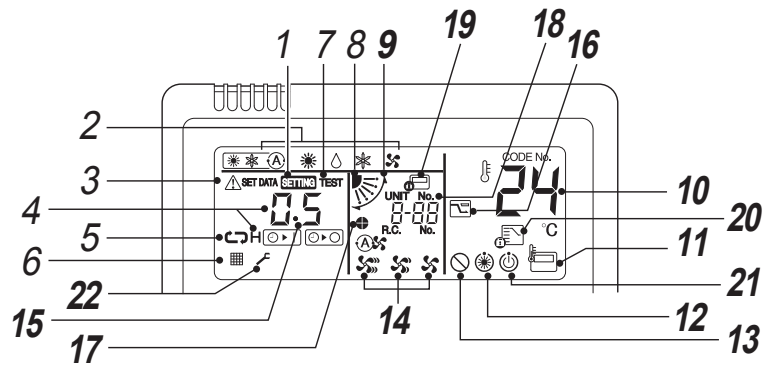 1 7 8 9 19 18 16
2
3
4
5
6
22
15
17
14
10
20
11
21
12
13
A
CODE No.
SET DATA SETTING TEST
UNIT No.
24
0.5
8-88
R.C. No.
H
°C
A